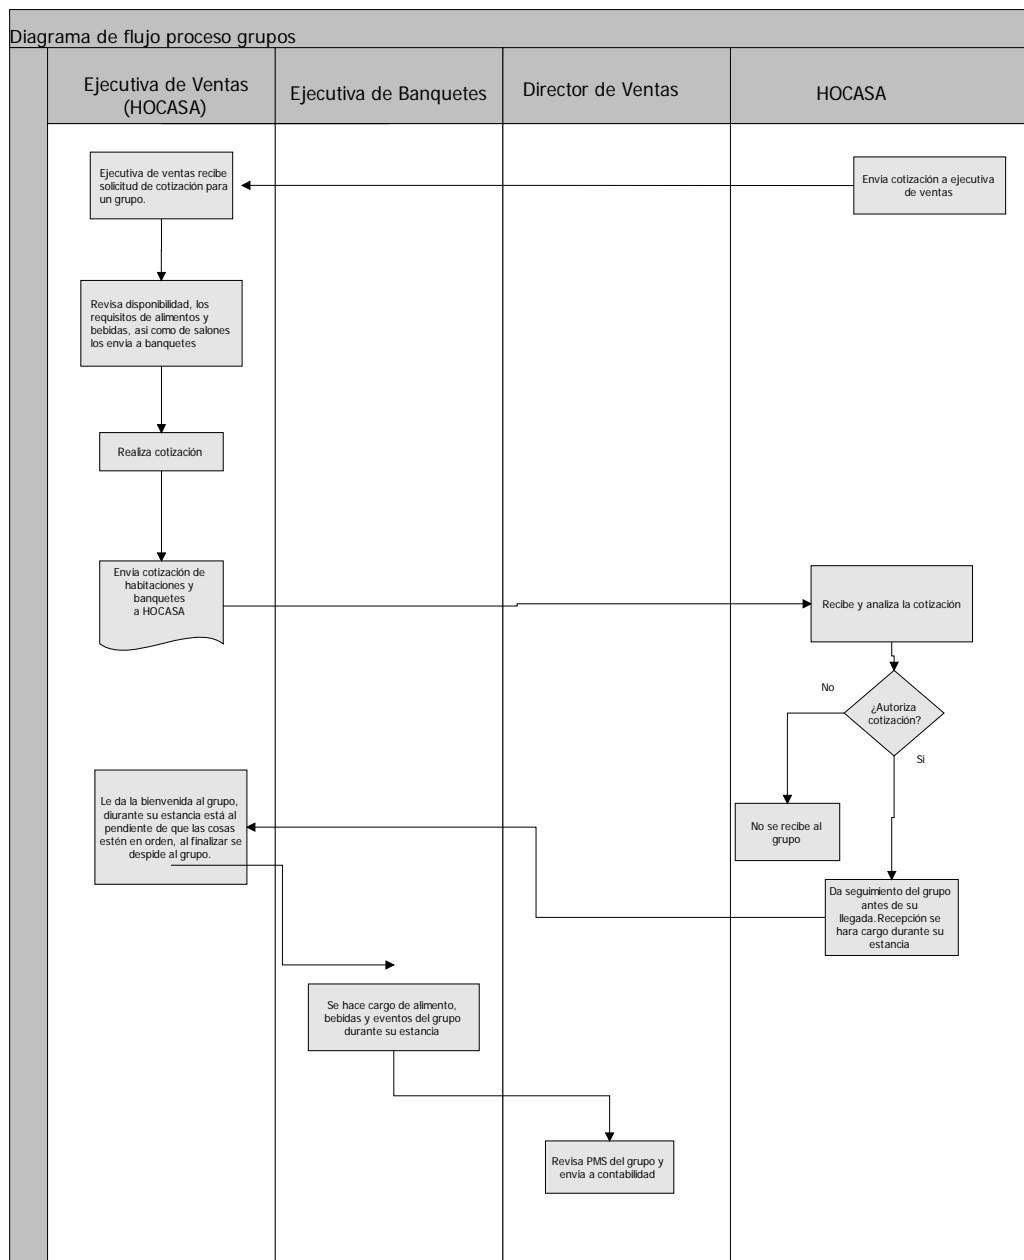 Diagrama de flujo proceso grupos
Ejecutiva de Ventas
(HOCASA)
Ejecutiva de Banquetes
Director de Ventas
HOCASA
Ejecutiva de ventas recibe
solicitud de cotización para
un grupo.
Envia cotización a ejecutiva
de ventas
Revisa disponibilidad, los
requisitos de alimentos y
bebidas, asi como de salones
los envia a banquetes
Realiza cotización
Envia cotización de
habitaciones y
banquetes
a HOCASA
Recibe y analiza la cotización
No
¿Autoriza
cotización?
Si
Le da la bienvenida al grupo,
diurante su estancia está al
pendiente de que las cosas
estén en orden, al finalizar se
despide al grupo.
No se recibe al
grupo
Da seguimiento del grupo
antes de su
llegada.Recepción se
hara cargo durante su
estancia
Se hace cargo de alimento,
bebidas y eventos del grupo
durante su estancia
Revisa PMS del grupo y
envia a contabilidad